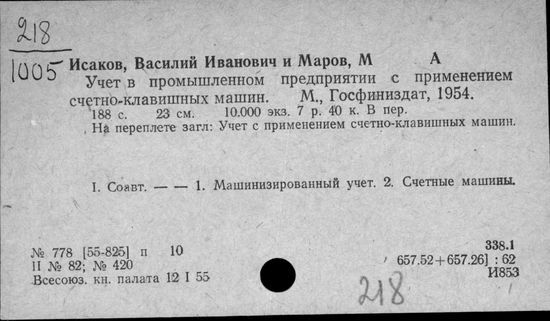 218
1005
Исаков, Василий Иванович и Маров, М А
Учет в промышленном предприятии с применением
счетно-клавишных машин. М., Госфиниздат, 1954.
188 с. 23 см. 10.000 экз. 7 р. 40 к. В пер.
На переплете загл: Учет с применением счетно-клавишных машин.
I. Соавт. — — 1. Машинизированный учет. 2. Счетные машины.
№ 778 [55-825] п 10
II № 82; № 420
Всесоюз. кн. палата 12 I 55
338.1
657.52+657.26] : 62
И853
218